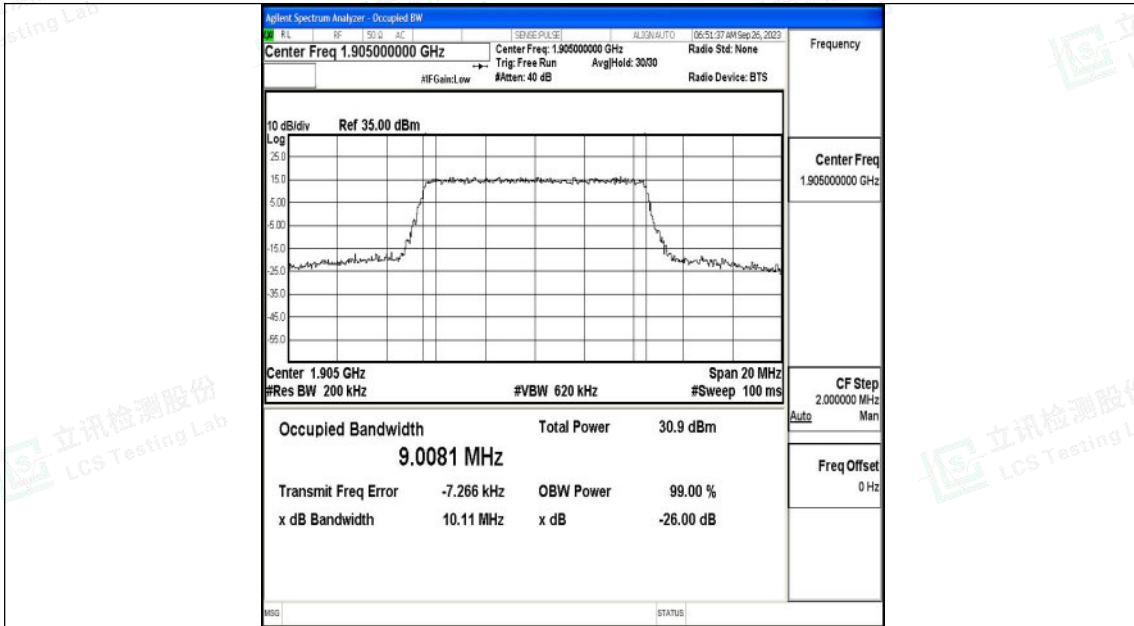 Agilent Spectrum Analyzer - Occupied BW
RL RF 50 Ω AC SENSE:PULSE ALIGNAUTO 06:51:37 AM Sep 26, 2023
Center Freq 1.905000000 GHz
Center Freq: 1.905000000 GHz Radio Std: None
Trig: Free Run Avg|Hold: 30/30
#IFGain:Low #Atten: 40 dB Radio Device: BTS
10 dB/div Ref 35.00 dBm
Log
25.0
15.0
5.00
-5.00
-15.0
-25.0
-35.0
-45.0
-55.0
Center 1.905 GHz Span 20 MHz
#Res BW 200 kHz #VBW 620 kHz #Sweep 100 ms
Occupied Bandwidth Total Power 30.9 dBm
9.0081 MHz
Transmit Freq Error -7.266 kHz OBW Power 99.00 %
x dB Bandwidth 10.11 MHz x dB -26.00 dB
MSG STATUS
Frequency
Center Freq
1.905000000 GHz
CF Step
2.000000 MHz
Auto Man
Freq Offset
0 Hz
立讯检测股份
LCS Testing Lab
立讯检测股份
LCS Testing L
sting Lab
立